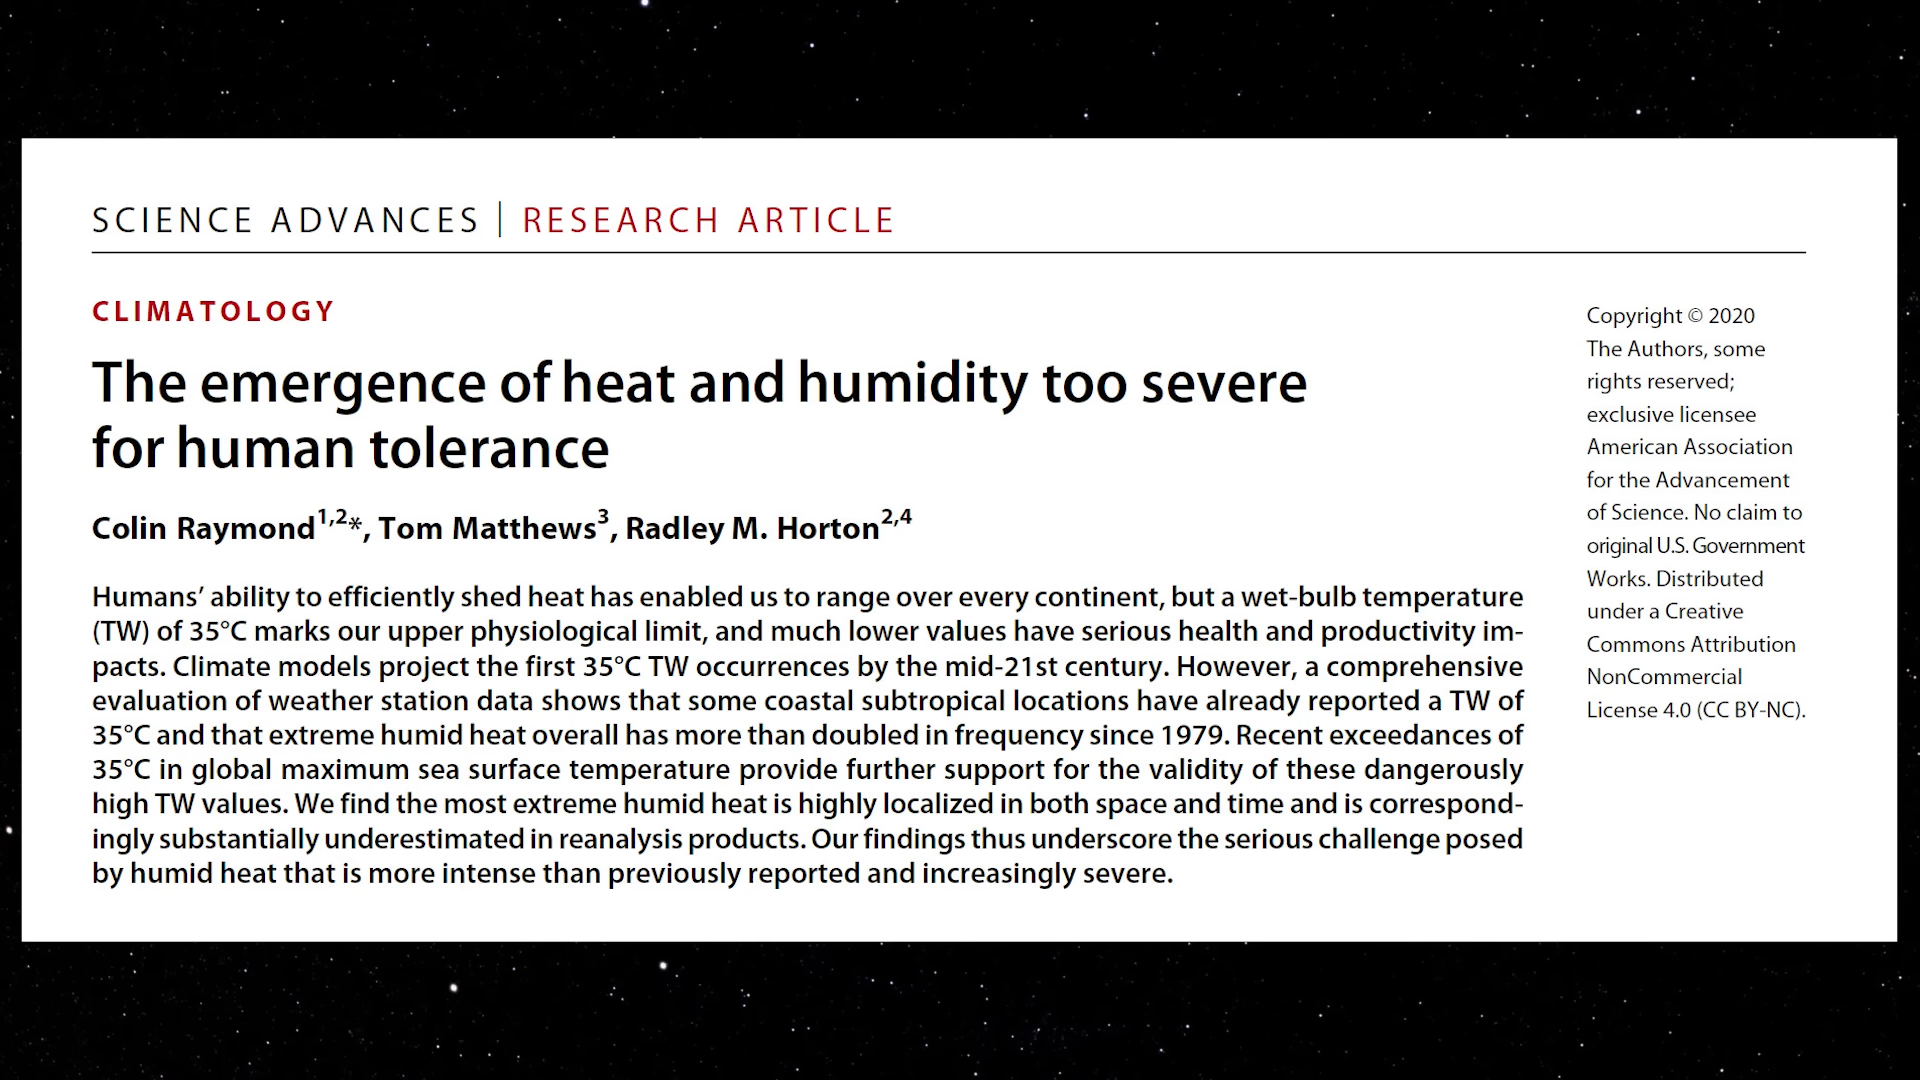 SCIENCE ADVANCES | RESEARCH ARTICLE
CLIMATOLOGY
The emergence of heat and humidity too severe
for human tolerance
Colin Raymond1,2*, Tom Matthews3, Radley M. Horton2,4
Humans’ ability to efficiently shed heat has enabled us to range over every continent, but a wet-bulb temperature
(TW) of 35°C marks our upper physiological limit, and much lower values have serious health and productivity im-
pacts. Climate models project the first 35°C TW occurrences by the mid-21st century. However, a comprehensive
evaluation of weather station data shows that some coastal subtropical locations have already reported a TW of
35°C and that extreme humid heat overall has more than doubled in frequency since 1979. Recent exceedances of
35°C in global maximum sea surface temperature provide further support for the validity of these dangerously
high TW values. We find the most extreme humid heat is highly localized in both space and time and is correspond-
ingly substantially underestimated in reanalysis products. Our findings thus underscore the serious challenge posed
by humid heat that is more intense than previously reported and increasingly severe.
Copyright © 2020
The Authors, some
rights reserved;
exclusive licensee
American Association
for the Advancement
of Science. No claim to
original U.S. Government
Works. Distributed
under a Creative
Commons Attribution
NonCommercial
License 4.0 (CC BY-NC).